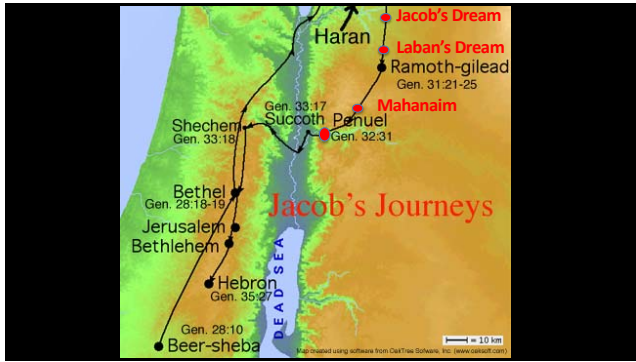 Jacob's Dream
Haran
Laban's Dream
Ramoth-gilead
Gen. 31:21-25
Mahanaim
Gen. 33:17
Succoth
Penuel
Gen. 32:31
Shechem
Gen. 33:18
Bethel
Gen. 28:18-19
Jacob's Journeys
Jerusalem
Bethlehem
DEAD SEA
Hebron
Gen. 35:27
Gen. 28:10
Beer-sheba
= 10 km
Map created using software from OakTree Software, Inc. (www.oaksoft.com)